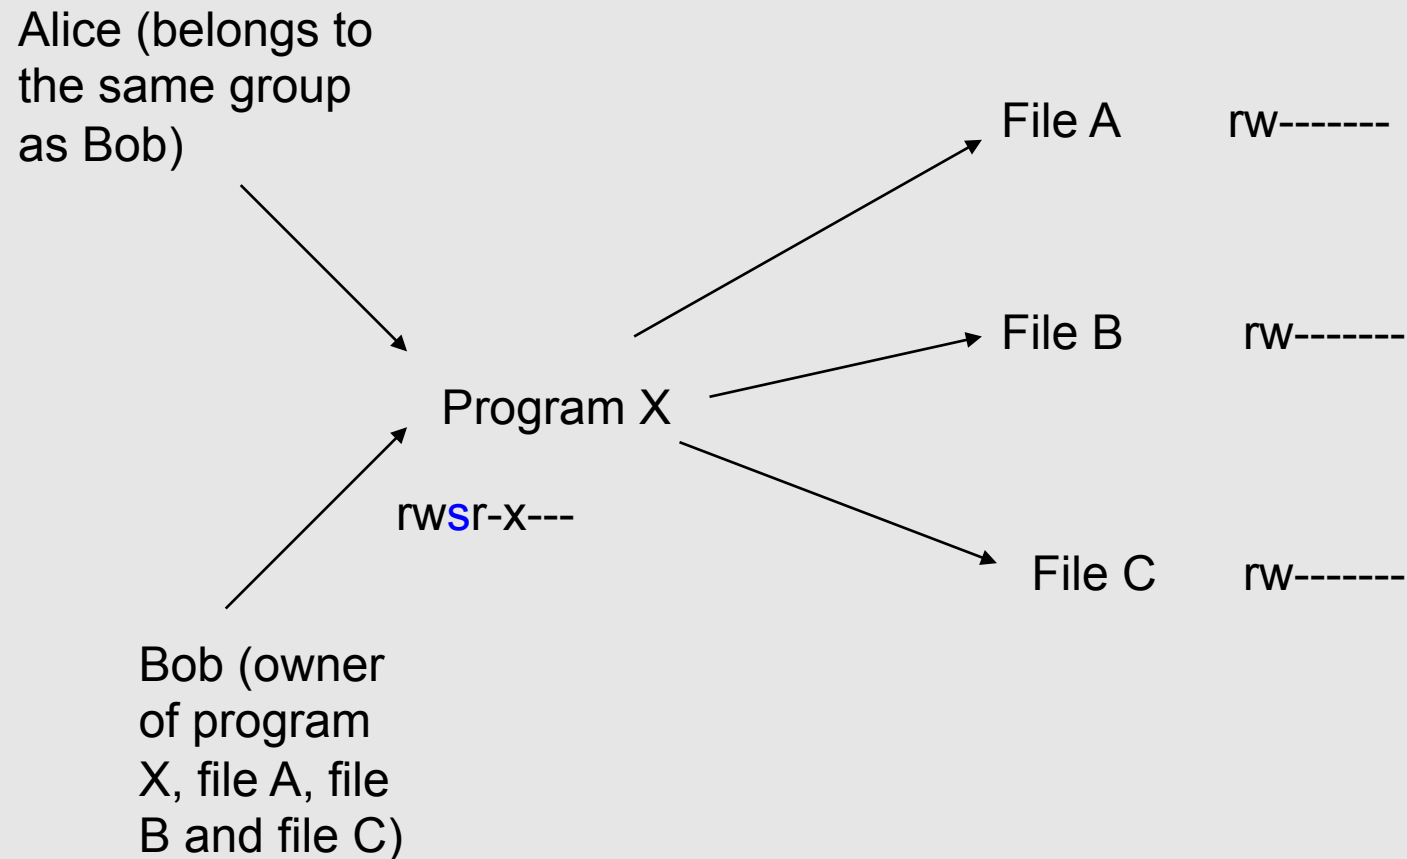 Alice (belongs to
the same group
as Bob)
File A rw-------
File B rw-------
Program X
rwsr-x---
File C rw-------
Bob (owner
of program
X, file A, file
B and file C)